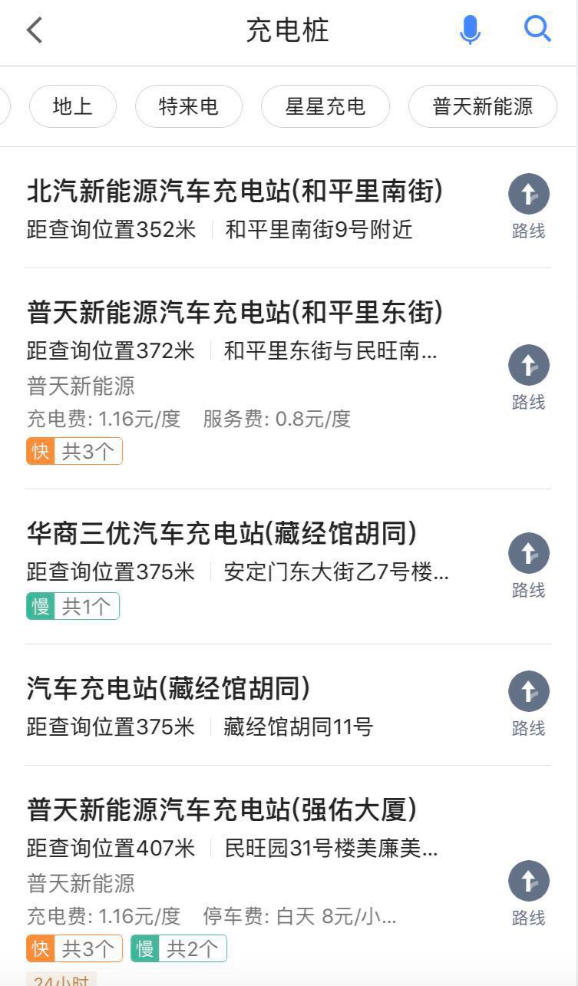 充电桩
地上 特来电 星星充电 普天新能源
北汽新能源汽车充电站(和平里南街)
距查询位置352米 和平里南街9号附近
路线
普天新能源汽车充电站(和平里东街)
距查询位置372米 和平里东街与民旺南...
普天新能源
路线
充电费: 1.16元/度 服务费: 0.8元/度
快 共3个
华商三优汽车充电站(藏经馆胡同)
距查询位置375米 安定门东大街乙7号楼...
路线
慢 共1个
汽车充电站(藏经馆胡同)
距查询位置375米 藏经馆胡同11号
路线
普天新能源汽车充电站(强佑大厦)
距查询位置407米 民旺园31号楼美廉美...
普天新能源
充电费: 1.16元/度 停车费: 白天 8元/小...
路线
快 共3个 慢 共2个
24小时